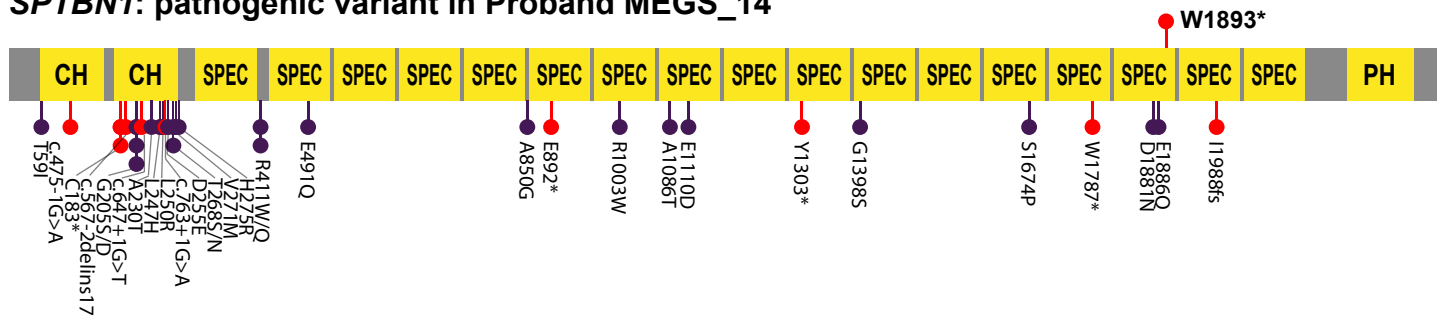 SPTBN1: pathogenic variant in Proband MEGS_14
W1893*
CH CH SPEC SPEC SPEC SPEC SPEC SPEC SPEC SPEC SPEC SPEC SPEC SPEC SPEC SPEC SPEC SPEC SPEC PH
T59I
c.475-1G>A
C183*
c.567-2delins17
G205S/D
c.647+1G>T
A230T
L247H
L250R
c.763+1G>A
D255E
T268S/N
V271M
H275R
R411W/Q
E491Q
A850G
E892*
R1003W
A1086T
E1110D
Y1303*
G1398S
S1674P
W1787*
D1881N
E1886Q
I1988fs